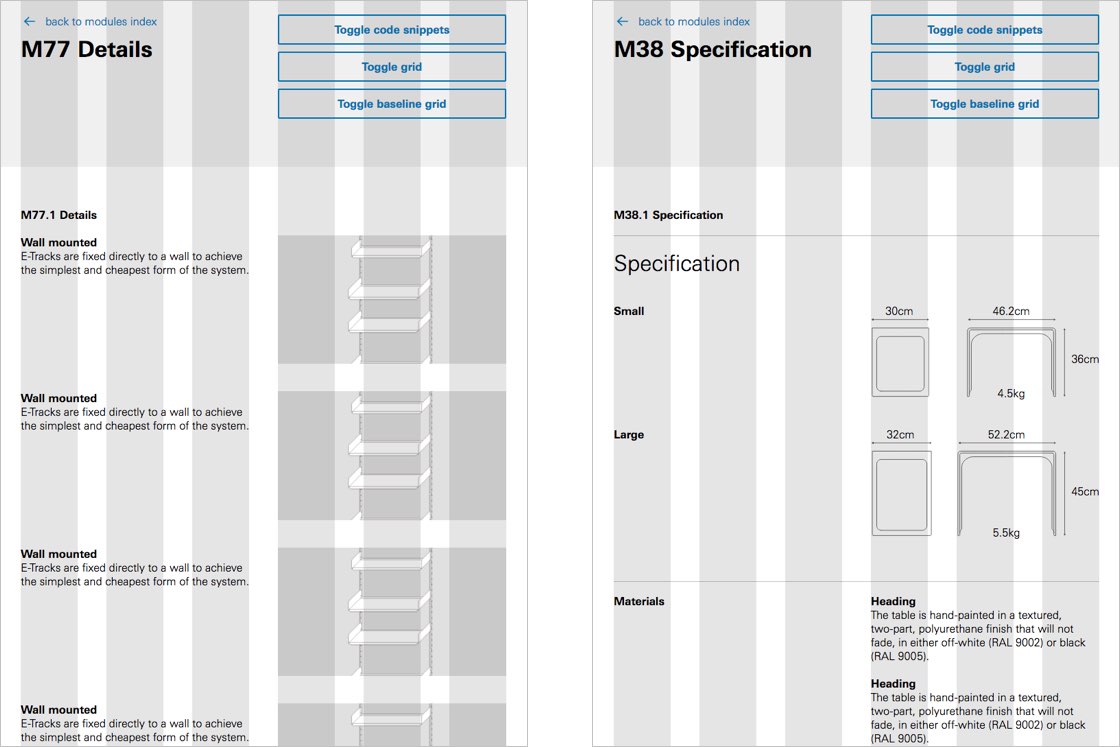 back to modules index
M77 Details
Toggle code snippets
Toggle grid
Toggle baseline grid
M77.1 Details
Wall mounted
E-Tracks are fixed directly to a wall to achieve
the simplest and cheapest form of the system.
Wall mounted
E-Tracks are fixed directly to a wall to achieve
the simplest and cheapest form of the system.
Wall mounted
E-Tracks are fixed directly to a wall to achieve
the simplest and cheapest form of the system.
Wall mounted
E-Tracks are fixed directly to a wall to achieve
the simplest and cheapest form of the system.
back to modules index
M38 Specification
Toggle code snippets
Toggle grid
Toggle baseline grid
M38.1 Specification
Specification
Small
30cm
46.2cm
36cm
4.5kg
Large
32cm
52.2cm
45cm
5.5kg
Materials
Heading
The table is hand-painted in a textured,
two-part, polyurethane finish that will not
fade, in either off-white (RAL 9002) or black
(RAL 9005).
Heading
The table is hand-painted in a textured,
two-part, polyurethane finish that will not
fade, in either off-white (RAL 9002) or black
(RAL 9005).